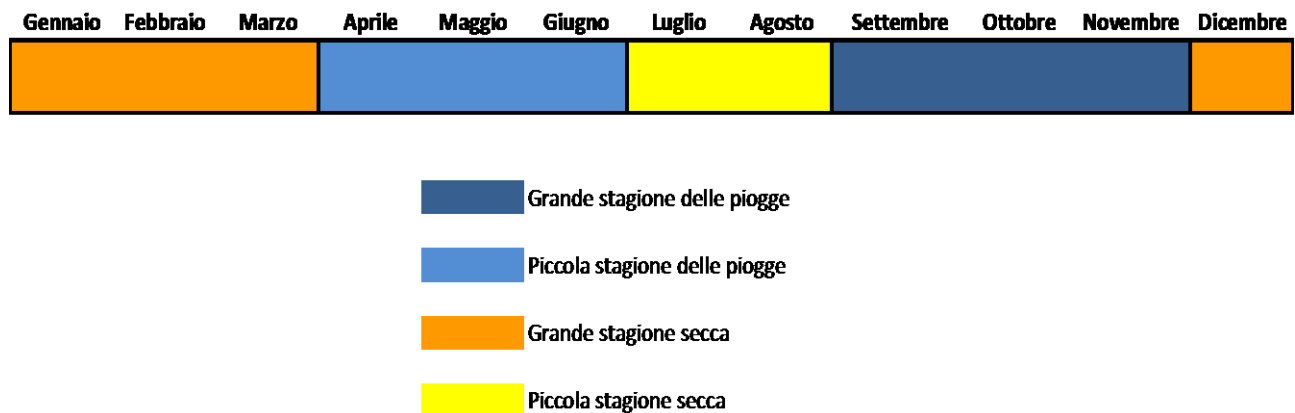 Gennaio Febbraio Marzo Aprile Maggio Giugno Luglio Agosto Settembre Ottobre Novembre Dicembre
Grande stagione delle piogge
Piccola stagione delle piogge
Grande stagione secca
Piccola stagione secca